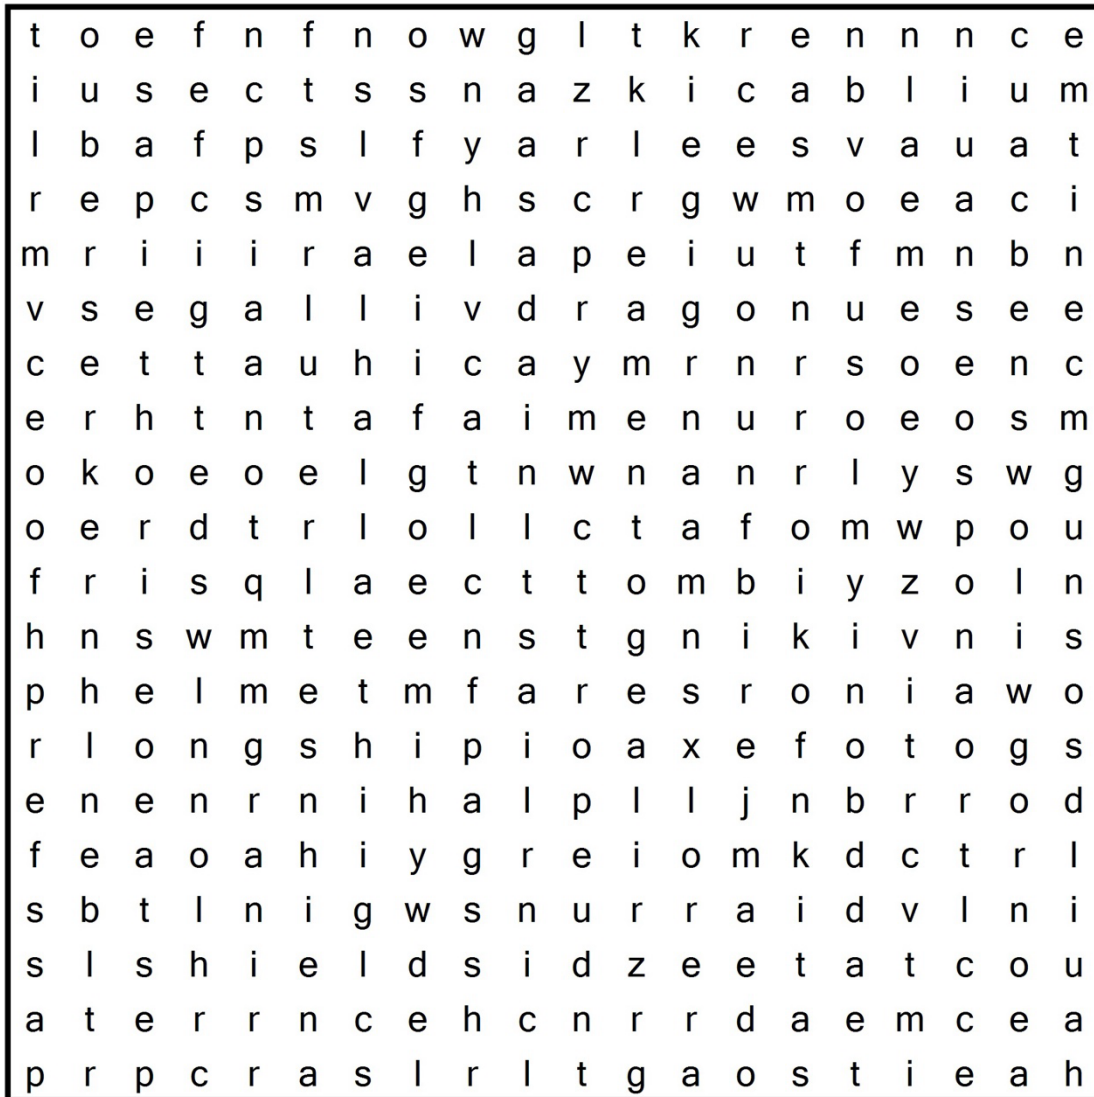 t o e f n f n o w g l t k r e n n n c e
i u s e c t s s n a z k i c a b l i u m
l b a f p s l f y a r l e e s v a u a t
r e p c s m v g h s c r g w m o e a c i
m r i i i r a e l a p e i u t f m n b n
v s e g a l l i v d r a g o n u e s e e
c e t t a u h i c a y m r n r s o e n c
e r h t n t a f a i m e n u r o e o s m
o k o e o e l g t n w n a n r l y s w g
o e r d t r l o l l c t a f o m w p o u
f r i s q l a e c t t o m b i y z o l n
h n s w m t e e n s t g n i k i v n i s
p h e l m e t m f a r e s r o n i a w o
r l o n g s h i p i o a x e f o t o g s
e n e n r n i h a l p l l j n b r r o d
f e a o a h i y g r e i o m k d c t r l
s b t l n i g w s n u r r a i d v l n i
s l s h i e l d s i d z e e t a t c o u
a t e r r n c e h c n r r d a e m c e a
p r p c r a s l r l t g a o s t i e a h